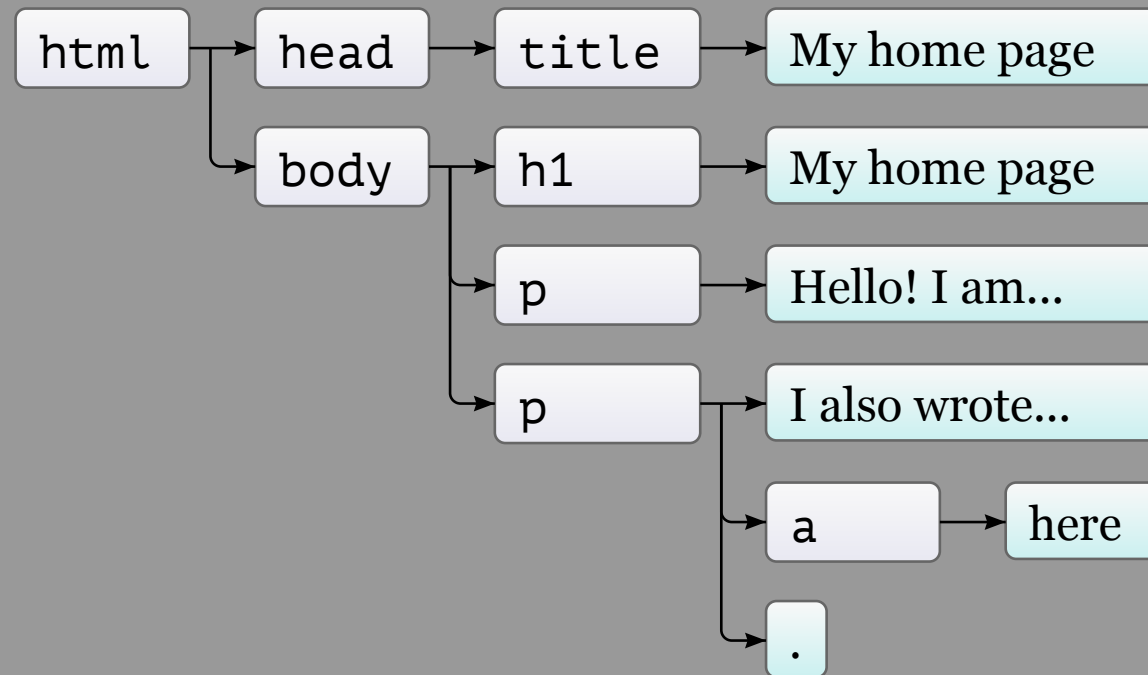 html head title My home page
body h1 My home page
p Hello! I am...
p I also wrote...
a here
.